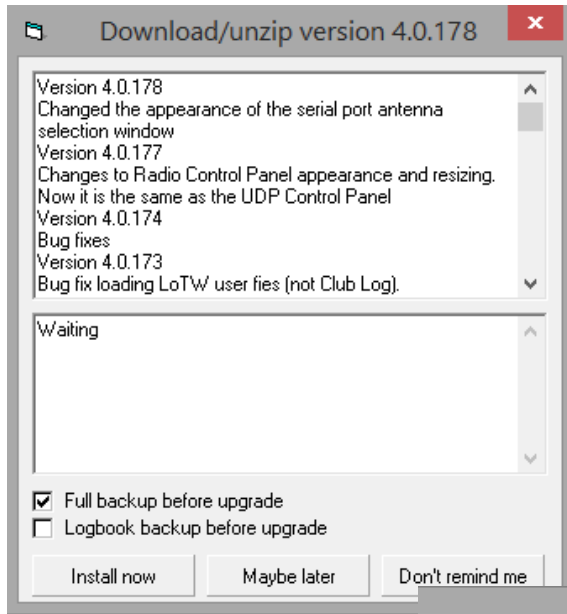 Download/unzip version 4.0.178
Version 4.0.178
Changed the appearance of the serial port antenna
selection window
Version 4.0.177
Changes to Radio Control Panel appearance and resizing.
Now it is the same as the UDP Control Panel
Version 4.0.174
Bug fixes
Version 4.0.173
Bug fix loading LoTW user fies (not Club Log).
Waiting
Full backup before upgrade
Logbook backup before upgrade
Install now
Maybe later
Don't remind me